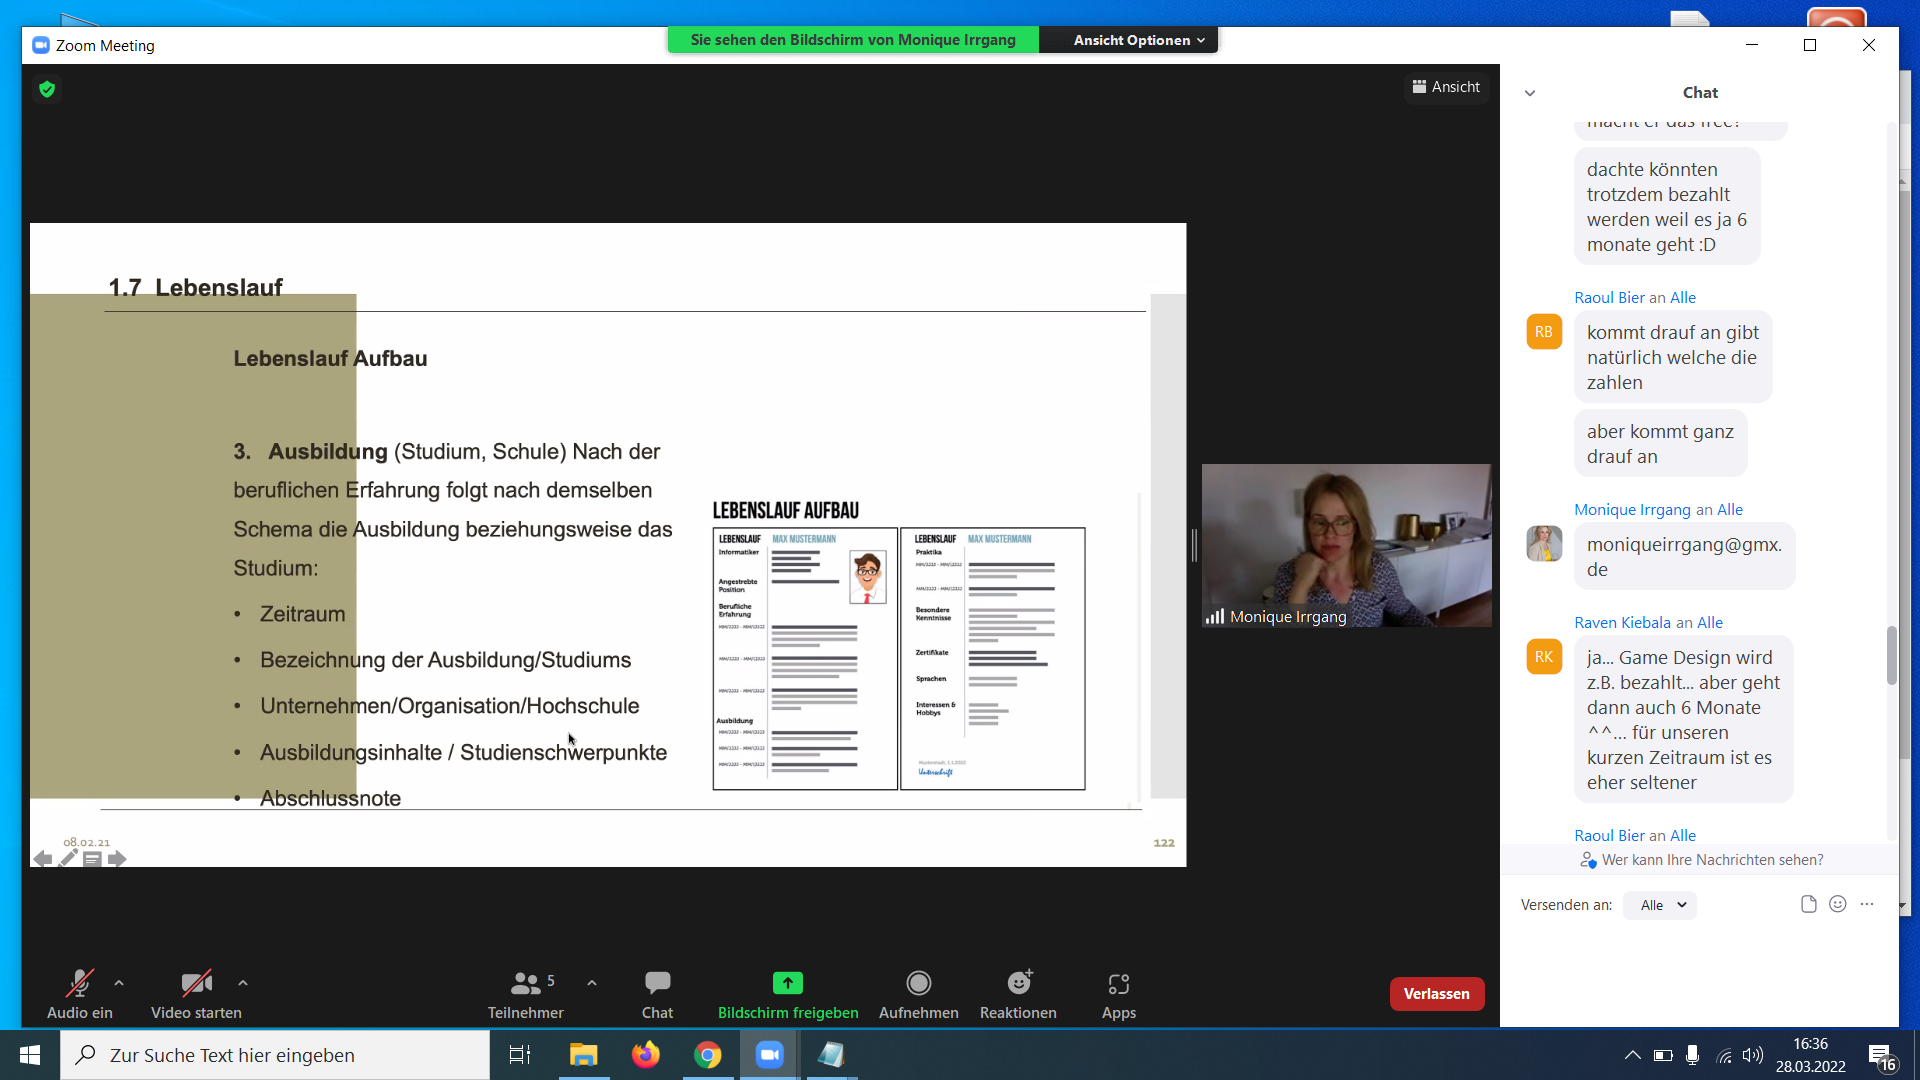 Zoom Meeting
Sie sehen den Bildschirm von Monique Irrgang
Ansicht Optionen
Ansicht
1.7 Lebenslauf
Lebenslauf Aufbau
3. Ausbildung (Studium, Schule) Nach der
beruflichen Erfahrung folgt nach demselben
Schema die Ausbildung beziehungsweise das
Studium:
• Zeitraum
• Bezeichnung der Ausbildung/Studiums
• Unternehmen/Organisation/Hochschule
• Ausbildungsinhalte / Studienschwerpunkte
• Abschlussnote
LEBENSLAUF AUFBAU
LEBENSLAUF MAX MUSTERMANN
Informatiker
Angestrebte
Position
Berufliche
Erfahrung
Ausbildung
LEBENSLAUF MAX MUSTERMANN
Praktika
Besondere
Kenntnisse
Zertifikate
Sprachen
Interessen &
Hobbys
Unterschrift
08.02.21
122
Monique Irrgang
Chat
macht er das free?
dachte könnten
trotzdem bezahlt
werden weil es ja 6
monate geht :D
Raoul Bier an Alle
RB
kommt drauf an gibt
natürlich welche die
zahlen
aber kommt ganz
drauf an
Monique Irrgang an Alle
moniqueirrgang@gmx.
de
Raven Kiebala an Alle
RK
ja... Game Design wird
z.B. bezahlt... aber geht
dann auch 6 Monate
^^... für unseren
kurzen Zeitraum ist es
eher seltener
Raoul Bier an Alle
Wer kann Ihre Nachrichten sehen?
Versenden an: Alle
Audio ein
Video starten
5
Teilnehmer
Chat
Bildschirm freigeben
Aufnehmen
Reaktionen
Apps
Verlassen
Zur Suche Text hier eingeben
16:36
28.03.2022
16